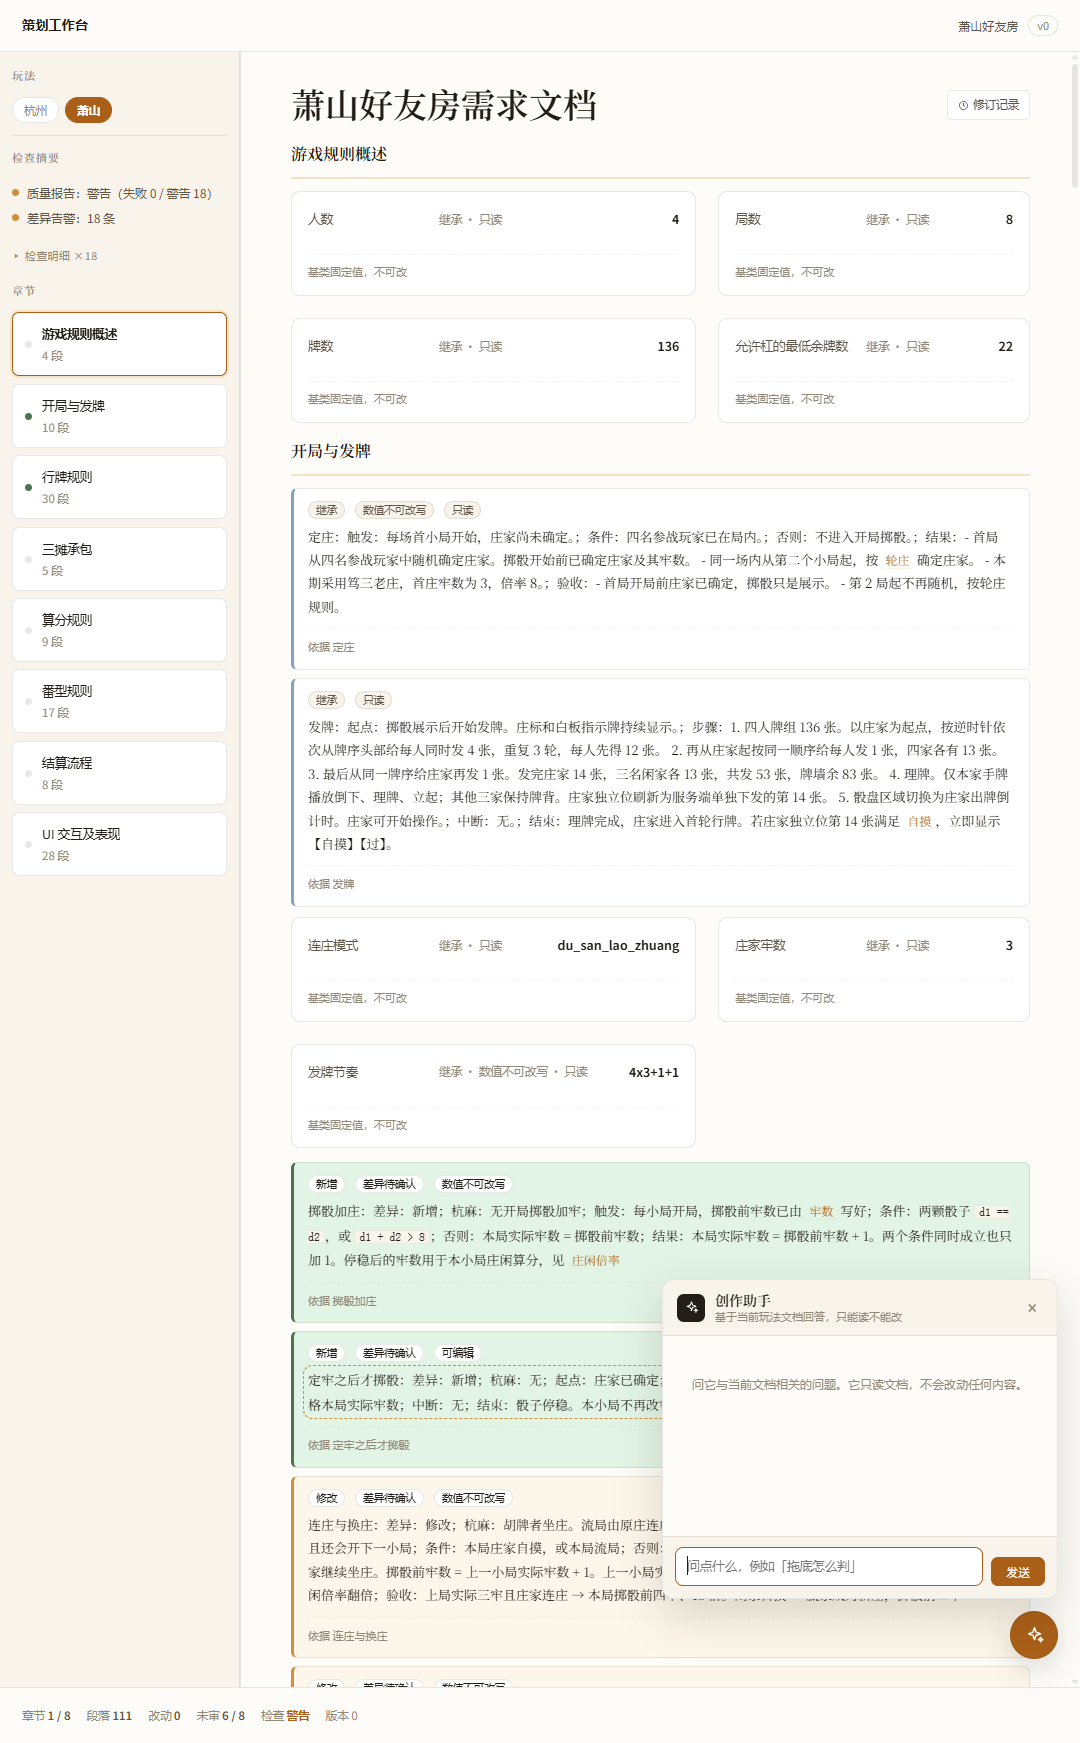 策划工作台
萧山好友房 v0
玩法
杭州 萧山
检查摘要
质量报告：警告（失败 0 / 警告 18）
差异告警：18 条
检查明细 ×18
章节
游戏规则概述
4 段
开局与发牌
10 段
行牌规则
30 段
三摊承包
5 段
算分规则
9 段
番型规则
17 段
结算流程
8 段
UI 交互及表现
28 段
萧山好友房需求文档
修订记录
游戏规则概述
人数 继承 · 只读 4
基类固定值，不可改
局数 继承 · 只读 8
基类固定值，不可改
牌数 继承 · 只读 136
基类固定值，不可改
允许杠的最低余牌数 继承 · 只读 22
基类固定值，不可改
开局与发牌
继承 数值不可改写 只读
定庄：触发：每场首小局开始，庄家尚未确定。；条件：四名参战玩家已在局内。；否则：不进入开局掷骰。；结果：- 首局
从四名参战玩家中随机确定庄家。掷骰开始前已确定庄家及其牢数。 - 同一场内从第二个小局起，按 轮庄 确定庄家。 - 本
期采用笃三老庄，首庄牢数为 3，倍率 8。；验收：- 首局开局前庄家已确定，掷骰只是展示。 - 第 2 局起不再随机，按轮庄
规则。
依据 定庄
继承 只读
发牌：起点：掷骰展示后开始发牌。庄标和白板指示牌持续显示。；步骤：1. 四人牌组 136 张。以庄家为起点，按逆时针依
次从牌序头部给每人同时发 4 张，重复 3 轮，每人先得 12 张。 2. 再从庄家起按同一顺序给每人发 1 张，四家各有 13 张。
3. 最后从同一牌序给庄家再发 1 张。发完庄家 14 张，三名闲家各 13 张，共发 53 张，牌墙余 83 张。 4. 理牌。仅本家手牌
播放倒下、理牌、立起；其他三家保持牌背。庄家独立位刷新为服务端单独下发的第 14 张。 5. 骰盘区域切换为庄家出牌倒
计时。庄家可开始操作。；中断：无。；结束：理牌完成，庄家进入首轮行牌。若庄家独立位第 14 张满足 自摸 ，立即显示
【自摸】【过】。
依据 发牌
连庄模式 继承 · 只读 du_san_lao_zhuang
基类固定值，不可改
庄家牢数 继承 · 只读 3
基类固定值，不可改
发牌节奏 继承 · 数值不可改写 · 只读 4x3+1+1
基类固定值，不可改
新增 差异待确认 数值不可改写
掷骰加庄：差异：新增；杭麻：无开局掷骰加牢；触发：每小局开局，掷骰前牢数已由 牢数 写好；条件：两颗骰子 d1 ==
d2 ，或 d1 + d2 > 8 ；否则：本局实际牢数 = 掷骰前牢数；结果：本局实际牢数 = 掷骰前牢数 + 1。两个条件同时成立也只
加 1。停稳后的牢数用于本小局庄闲算分，见 庄闲倍率
依据 掷骰加庄
新增 差异待确认 可编辑
定牢之后才掷骰：差异：新增；杭麻：无；起点：庄家已确定；
格本局实际牢数；中断：无；结束：骰子停稳。本小局不再改
依据 定牢之后才掷骰
修改 差异待确认 数值不可改写
连庄与换庄：差异：修改；杭麻：胡牌者坐庄。流局由原庄连
且还会开下一小局；条件：本局庄家自摸，或本局流局；否则：
家继续坐庄。掷骰前牢数 = 上一小局实际牢数 + 1。上一小局
闲倍率翻倍；验收：上局实际三牢且庄家连庄 → 本局掷骰前四
依据 连庄与换庄
修改 差异待确认 数值不可改写
创作助手
基于当前玩法文档回答，只能读不能改
×
问它与当前文档相关的问题。它只读文档，不会改动任何内容。
问点什么，例如「拖底怎么判」
发送
章节 1 / 8 段落 111 改动 0 未审 6 / 8 检查 警告 版本 0